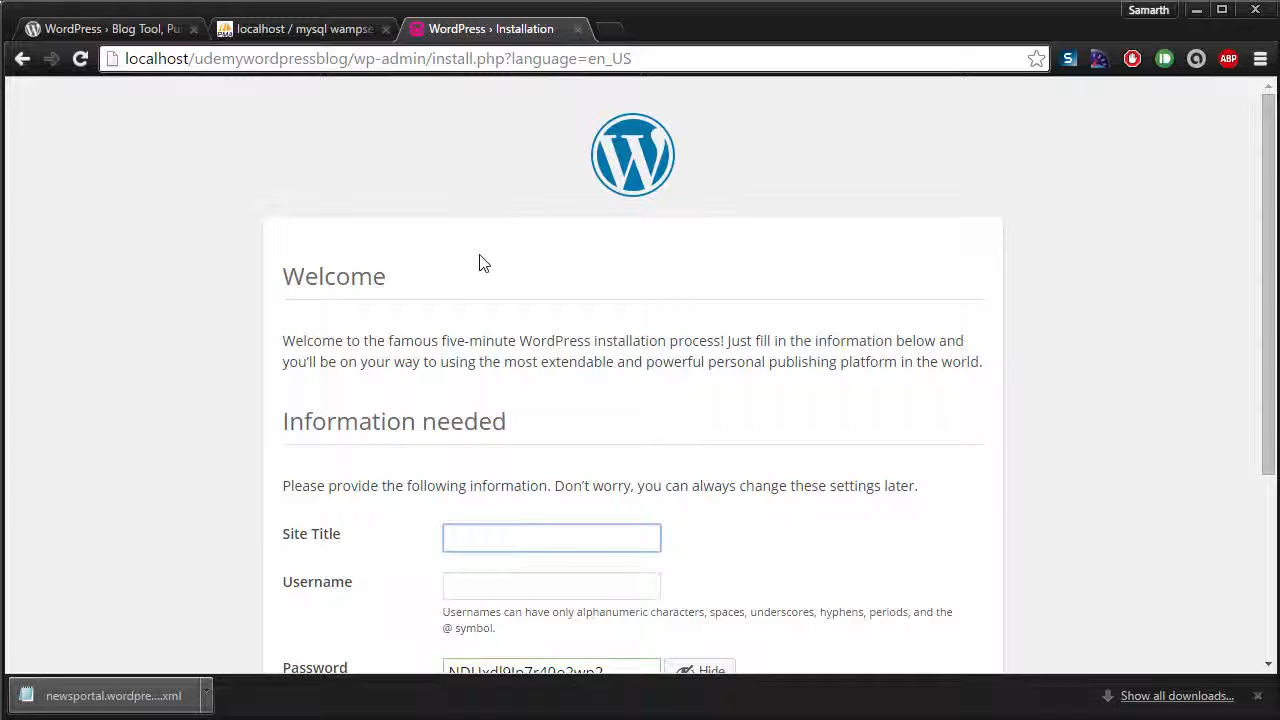 Samarth
WordPress › Blog Tool, Pu
localhost / mysql wampse
WordPress › Installation
localhost/udemywordpressblog/wp-admin/install.php?language=en_US
S
ABP
W
Welcome
Welcome to the famous five-minute WordPress installation process! Just fill in the information below and
you’ll be on your way to using the most extendable and powerful personal publishing platform in the world.
Information needed
Please provide the following information. Don’t worry, you can always change these settings later.
Site Title
Username
Usernames can have only alphanumeric characters, spaces, underscores, hyphens, periods, and the
@ symbol.
Password
Hide
newsportal.wordpre....xml
Show all downloads...